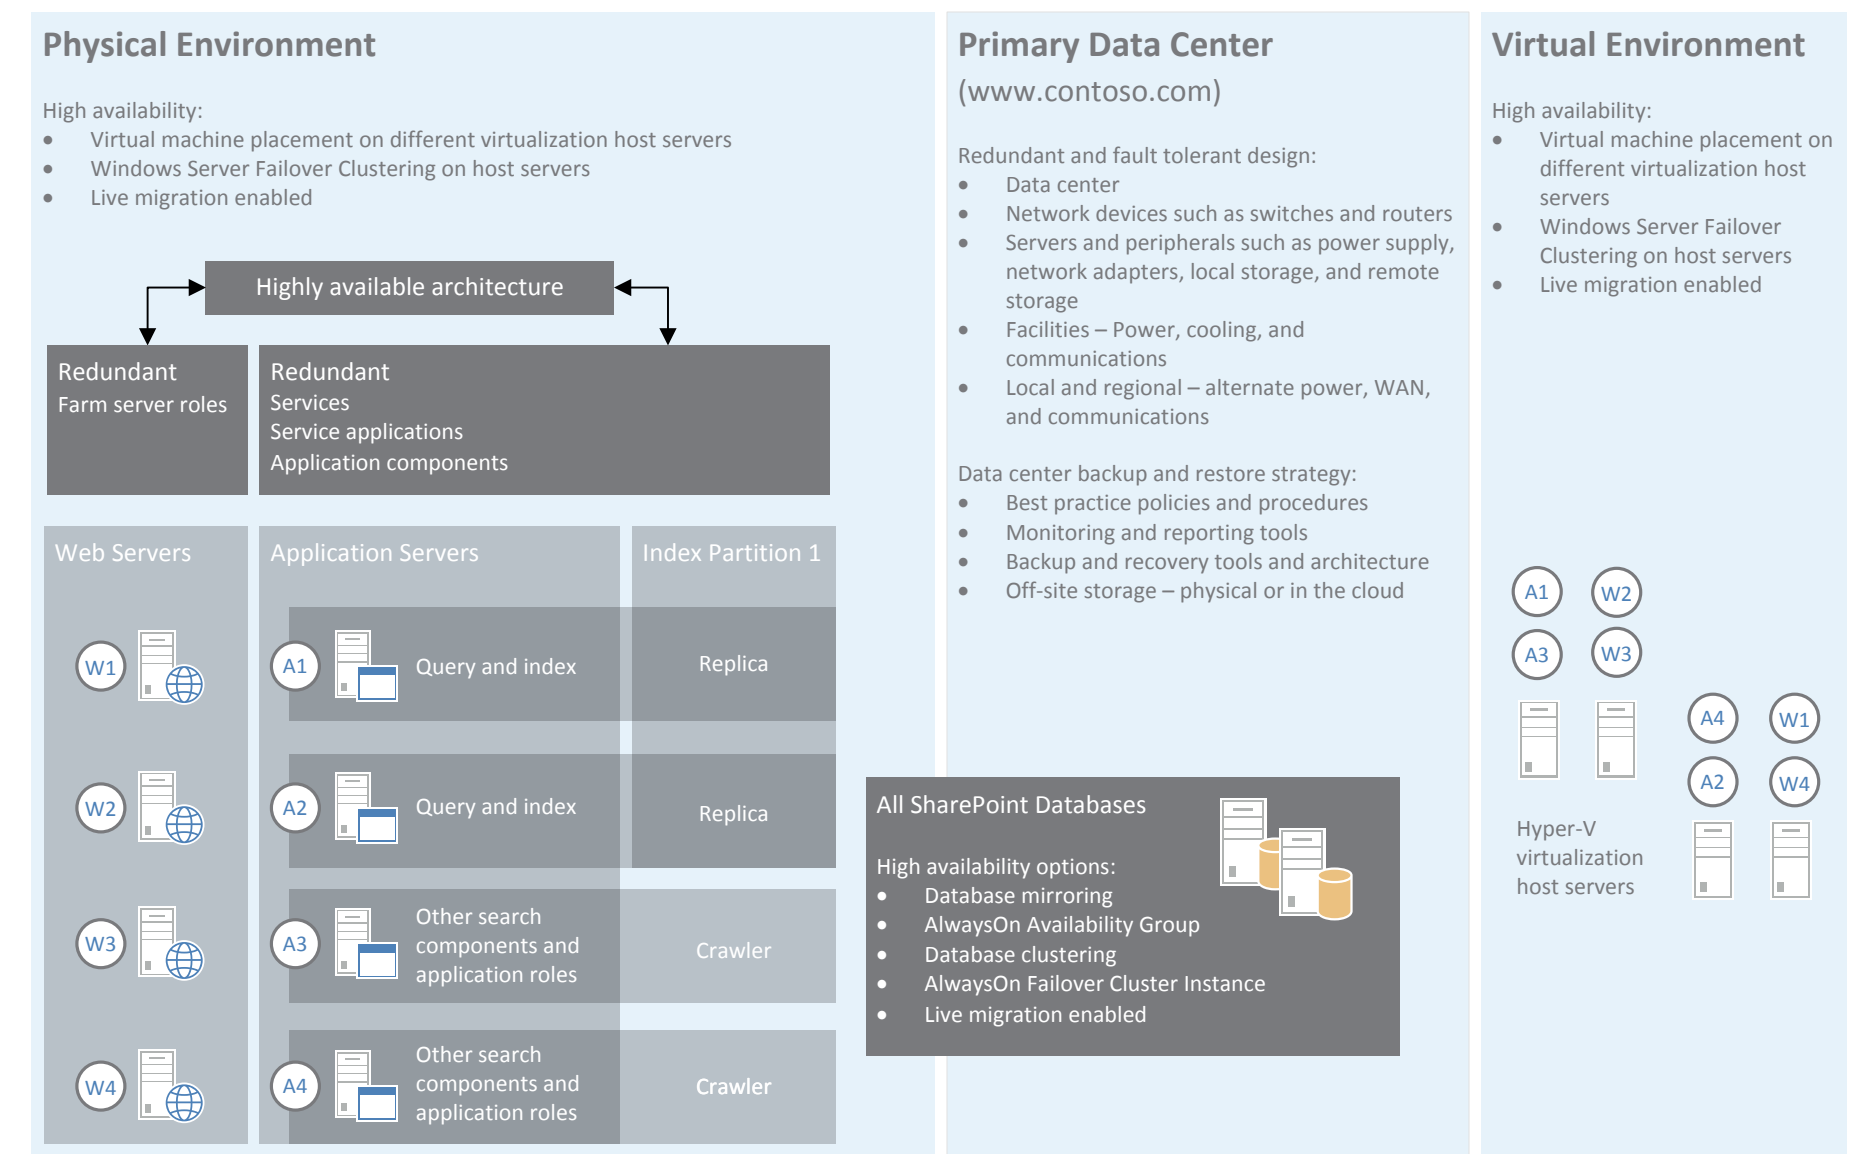 Physical Environment
High availability:
• Virtual machine placement on different virtualization host servers
• Windows Server Failover Clustering on host servers
• Live migration enabled
Highly available architecture
Redundant
Farm server roles
Redundant
Services
Service applications
Application components
Web Servers
Application Servers
Index Partition 1
W1
A1
Query and index
Replica
W2
A2
Query and index
Replica
W3
A3
Other search
components and
application roles
Crawler
W4
A4
Other search
components and
application roles
Crawler
Primary Data Center
(www.contoso.com)
Redundant and fault tolerant design:
• Data center
• Network devices such as switches and routers
• Servers and peripherals such as power supply,
network adapters, local storage, and remote
storage
• Facilities – Power, cooling, and
communications
• Local and regional – alternate power, WAN,
and communications
Data center backup and restore strategy:
• Best practice policies and procedures
• Monitoring and reporting tools
• Backup and recovery tools and architecture
• Off-site storage – physical or in the cloud
All SharePoint Databases
High availability options:
• Database mirroring
• AlwaysOn Availability Group
• Database clustering
• AlwaysOn Failover Cluster Instance
• Live migration enabled
Virtual Environment
High availability:
• Virtual machine placement on
different virtualization host
servers
• Windows Server Failover
Clustering on host servers
• Live migration enabled
A1
W2
A3
W3
A4
W1
A2
W4
Hyper-V
virtualization
host servers